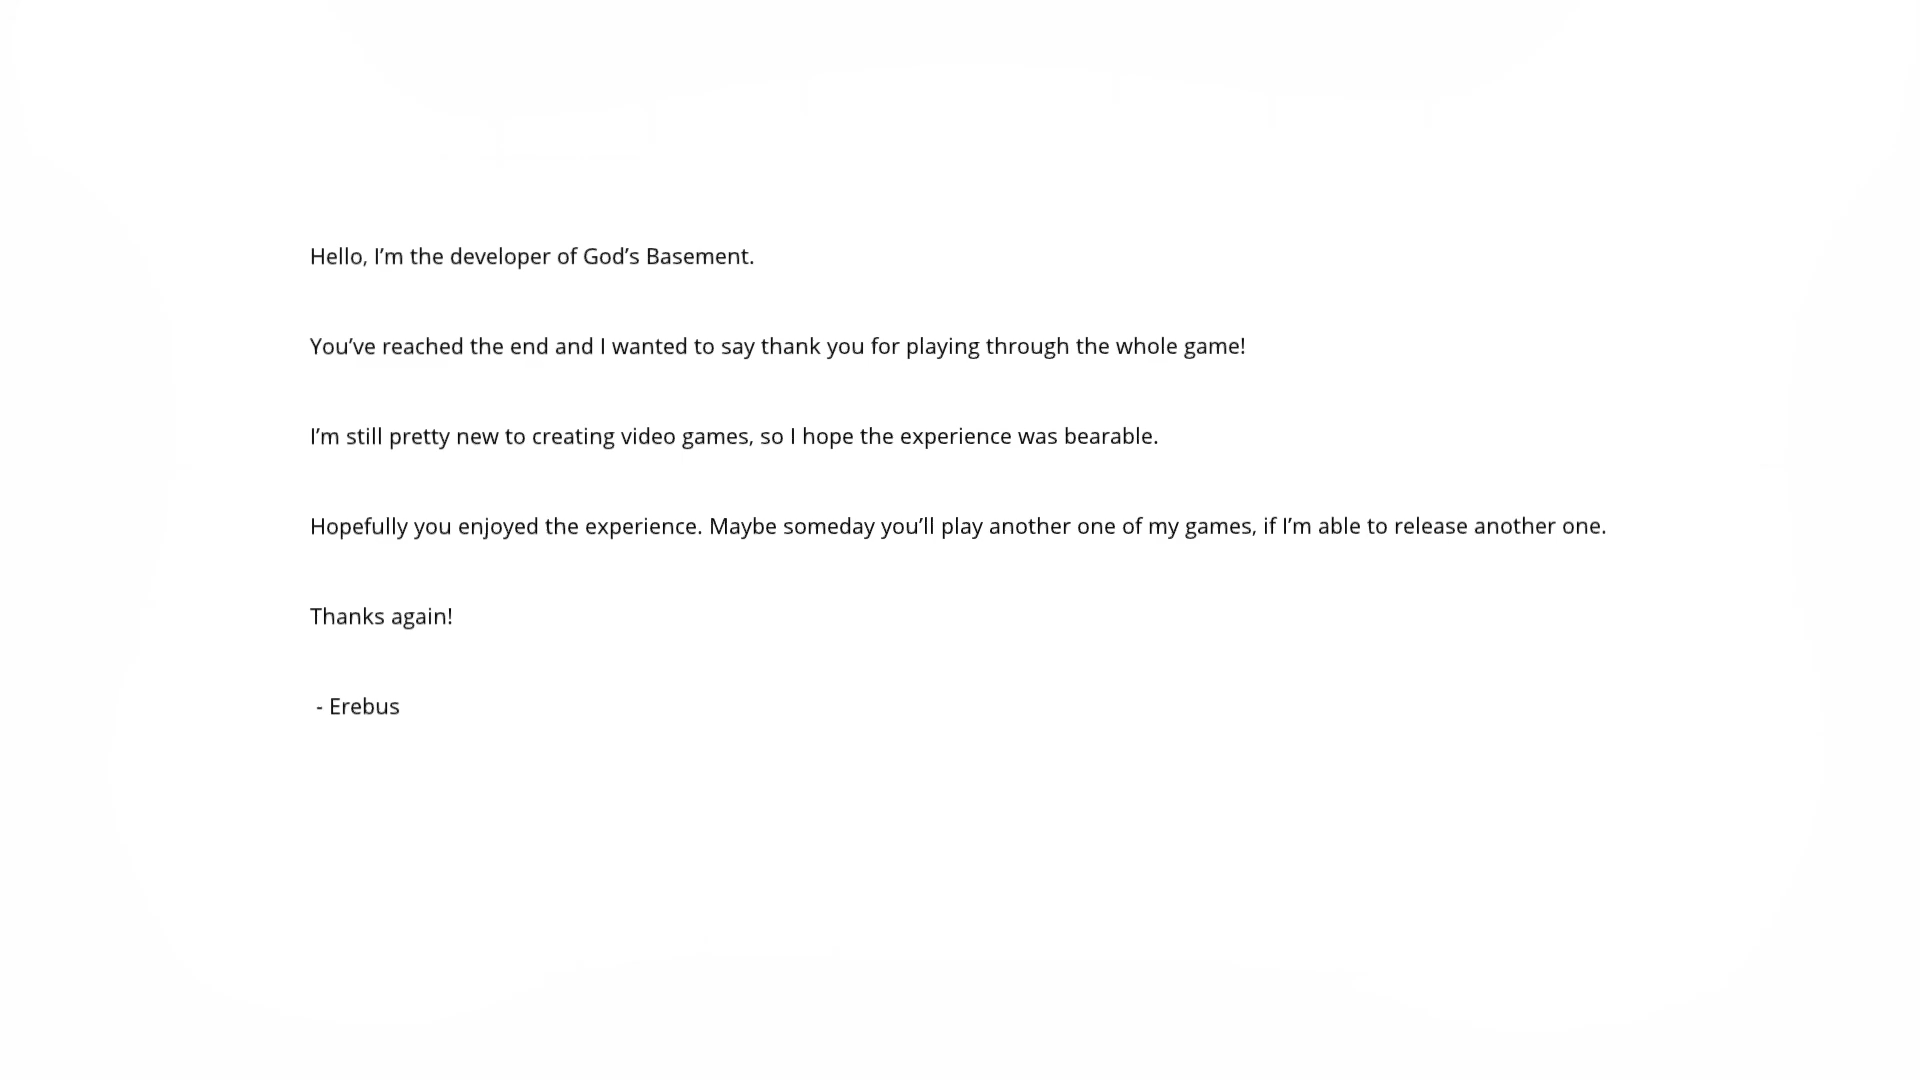 Hello, I’m the developer of God’s Basement.
You’ve reached the end and I wanted to say thank you for playing through the whole game!
I’m still pretty new to creating video games, so I hope the experience was bearable.
Hopefully you enjoyed the experience. Maybe someday you’ll play another one of my games, if I’m able to release another one.
Thanks again!
- Erebus